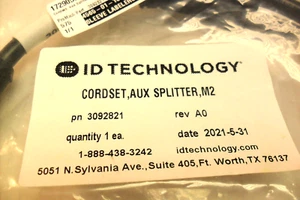 ID TECHNOLOGY
CORDSET,AUX SPLITTER,M2
pn 3092821 rev A0
quantity 1 ea. date 2021-5-31
1-888-438-3242 idtechnology.com
5051 N.Sylvania Ave.,Suite 405,Ft. Worth,TX 76137